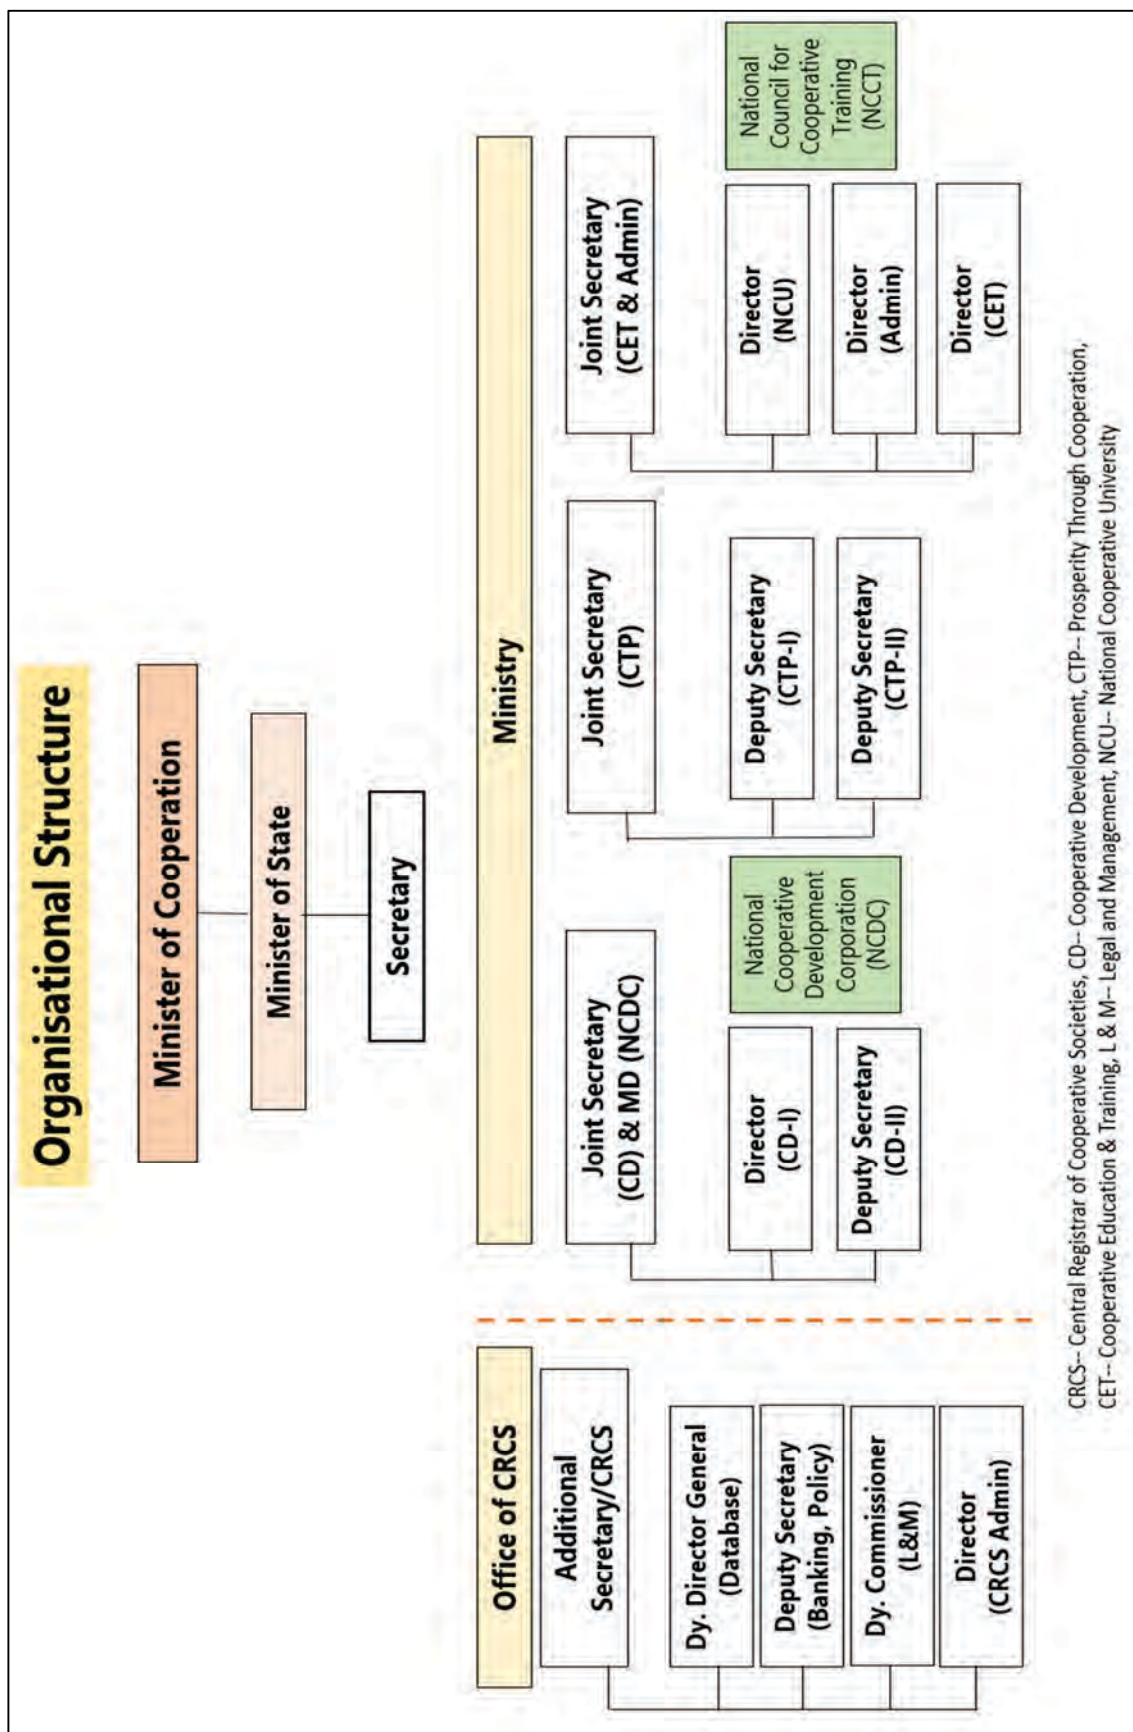 Organisational Structure
Minister of Cooperation
Minister of State
Secretary
Office of CRCS
Additional
Secretary/CRCS
Dy. Director General
(Database)
Deputy Secretary
(Banking, Policy)
Dy. Commissioner
(L&M)
Director
(CRCS Admin)
Ministry
Joint Secretary
(CD) & MD (NCDC)
Director
(CD-I)
Deputy Secretary
(CD-II)
National
Cooperative
Development
Corporation
(NCDC)
Joint Secretary
(CTP)
Deputy Secretary
(CTP-I)
Deputy Secretary
(CTP-II)
Joint Secretary
(CET & Admin)
Director
(NCU)
Director
(Admin)
Director
(CET)
National
Council for
Cooperative
Training
(NCCT)
CRCS-- Central Registrar of Cooperative Societies, CD-- Cooperative Development, CTP-- Prosperity Through Cooperation,
CET-- Cooperative Education & Training, L & M-- Legal and Management, NCU-- National Cooperative University